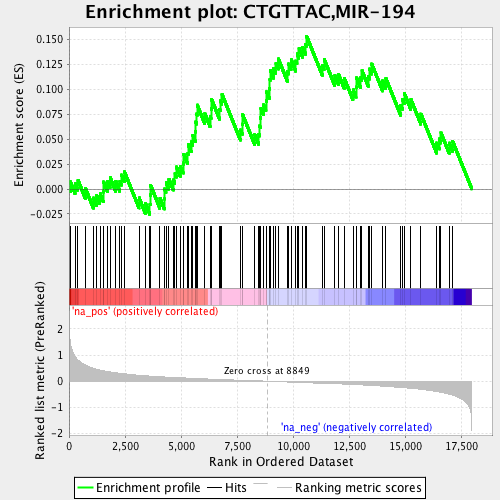 Enrichment plot: CTGTTAC,MIR-194
Enrichment score (ES)
0.150
0.125
0.100
0.075
0.050
0.025
0.000
-0.025
Ranked list metric (PreRanked)
'na_pos' (positively correlated)
2
1
0
-1
-2
Zero cross at 8849
'na_neg' (negatively correlated)
0
2,500
5,000
7,500
10,000
12,500
15,000
17,500
Rank in Ordered Dataset
Enrichment profile
Hits
Ranking metric scores